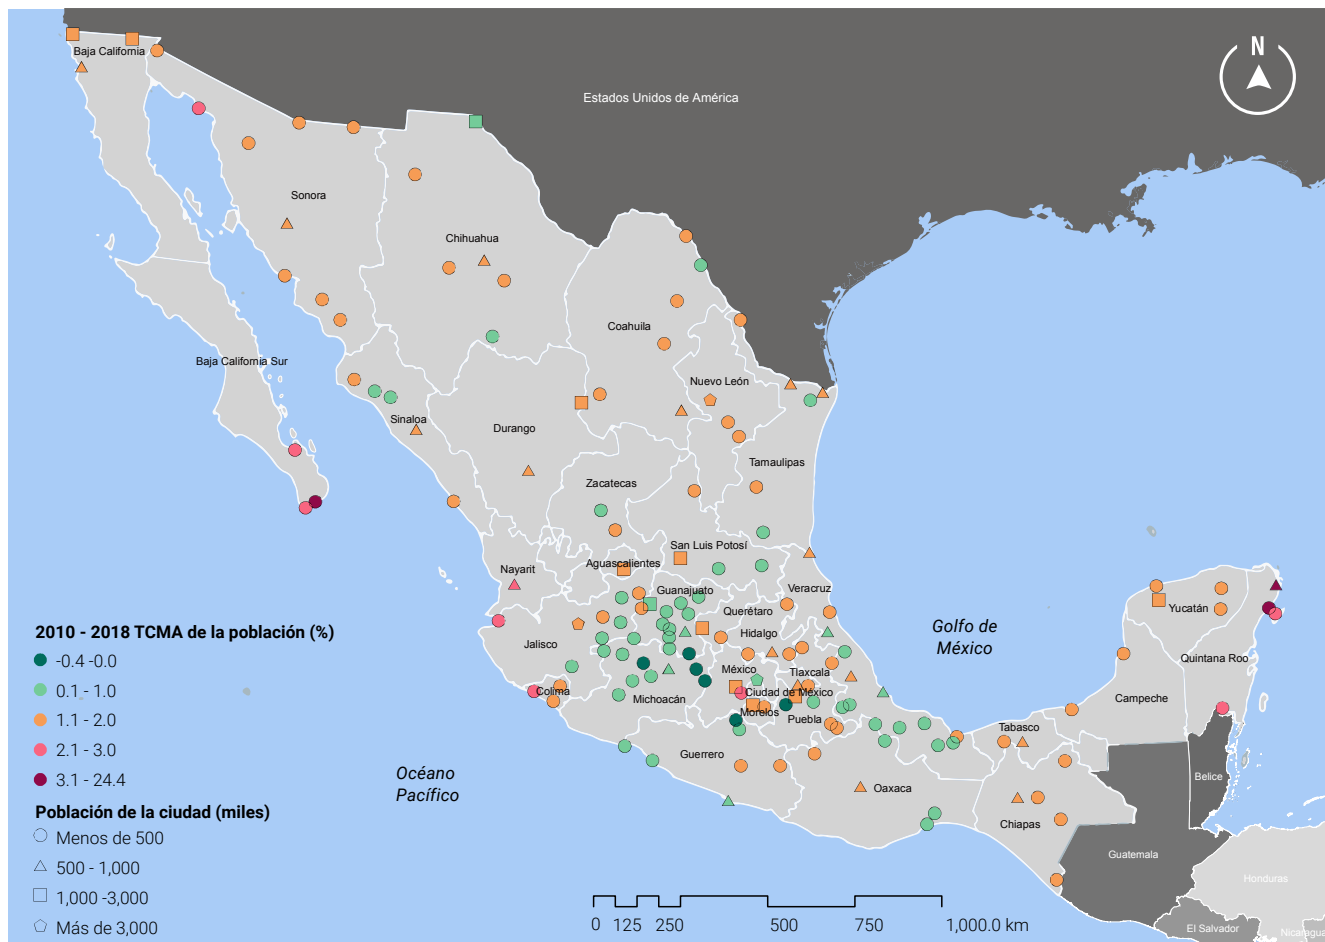 N
Baja California
Estados Unidos de América
Sonora
Chihuahua
Coahuila
Baja California Sur
Nuevo León
Sinaloa
Durango
Tamaulipas
Zacatecas
San Luis Potosí
Aguascalientes
Nayarit
Guanajuato
Veracruz
Querétaro
Yucatán
Hidalgo
Jalisco
Golfo de
México
Quintana Roo
México
Tlaxcala
Colima
Ciudad de México
Michoacán
Morelos
Puebla
Campeche
Tabasco
Guerrero
Océano
Pacífico
Oaxaca
Belice
Chiapas
Guatemala
Honduras
El Salvador
Nicaragua
2010 - 2018 TCMA de la población (%)
-0.4 -0.0
0.1 - 1.0
1.1 - 2.0
2.1 - 3.0
3.1 - 24.4
Población de la ciudad (miles)
Menos de 500
500 - 1,000
1,000 -3,000
Más de 3,000
0 125 250 500 750 1,000.0 km